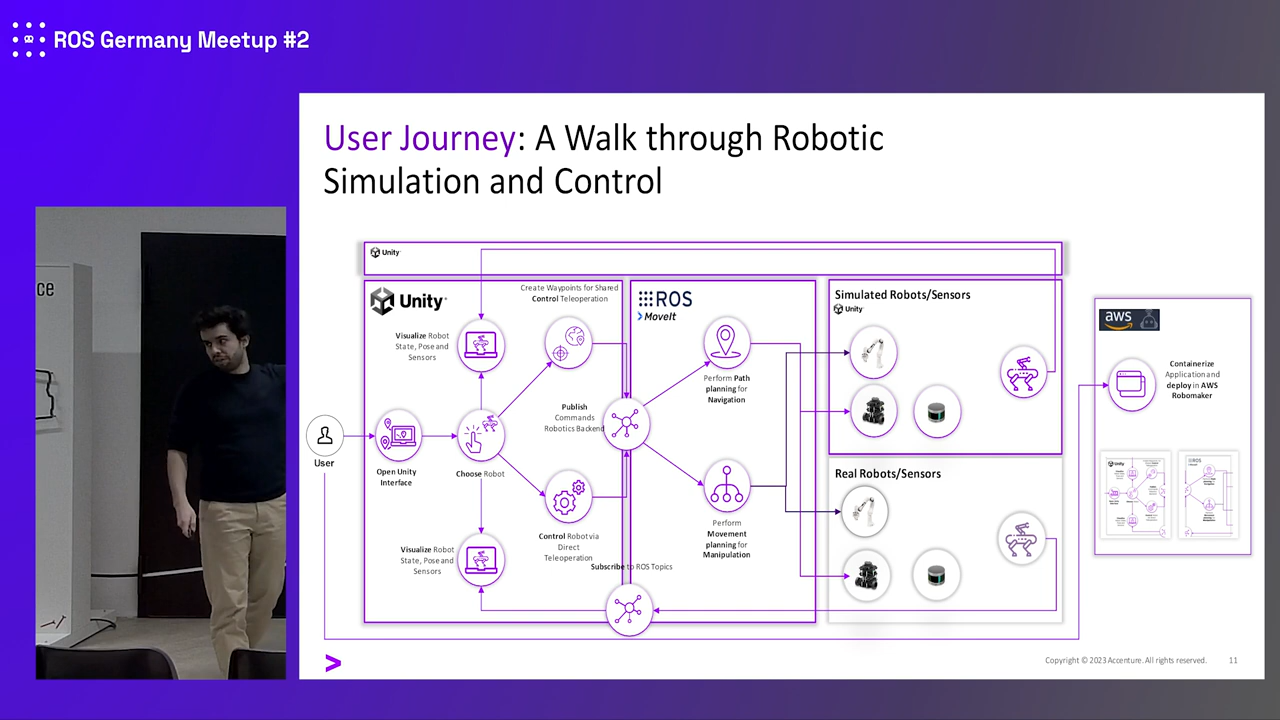 ROS Germany Meetup #2
User Journey: A Walk through Robotic
Simulation and Control
ce
Unity
Unity
Create Waypoints for Shared
Control Teleoperation
ROS
MoveIt
Simulated Robots/Sensors
Unity
aws
Visualize Robot
State, Pose and
Sensors
Containerize
Application and
deploy in AWS
Robomaker
Perform Path
planning for
Navigation
Publish
Commands
Robotics Backend
User
Open Unity
Interface
Choose Robot
Real Robots/Sensors
Unity
ROS
Control Robot via
Direct
Teleoperation
Perform
Movement
planning for
Manipulation
Visualize Robot
State, Pose and
Sensors
Subscribe to ROS Topics
Copyright © 2023 Accenture. All rights reserved.
11